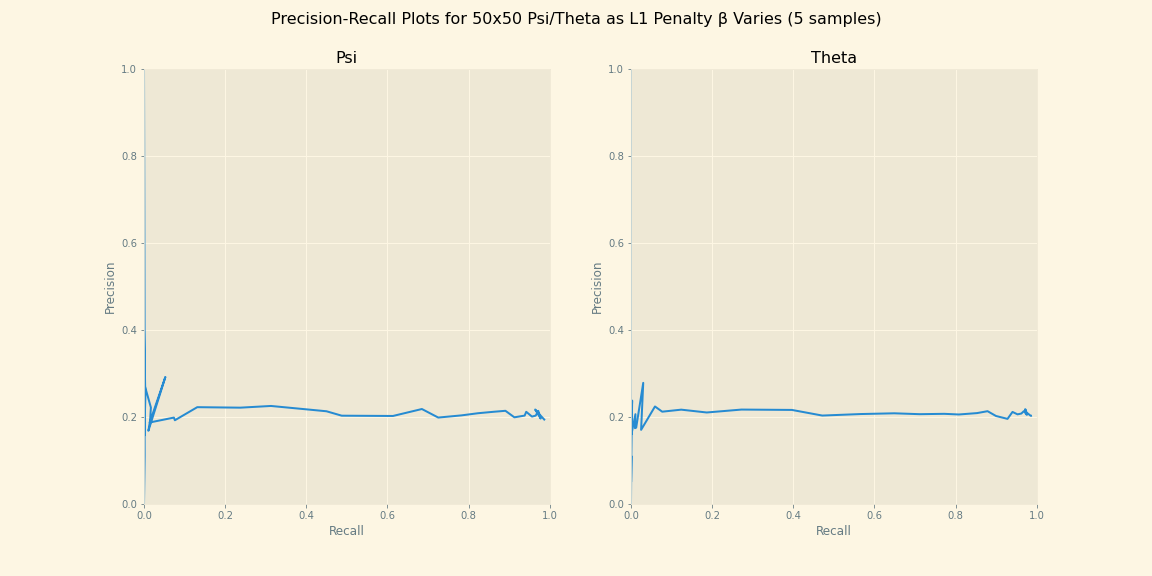 Precision-Recall Plots for 50x50 Psi/Theta as L1 Penalty β Varies (5 samples)
Psi
1.0
0.8
0.6
0.4
0.2
0.0
Precision
0.0 0.2 0.4 0.6 0.8 1.0
Recall
Theta
1.0
0.8
0.6
0.4
0.2
0.0
Precision
0.0 0.2 0.4 0.6 0.8 1.0
Recall